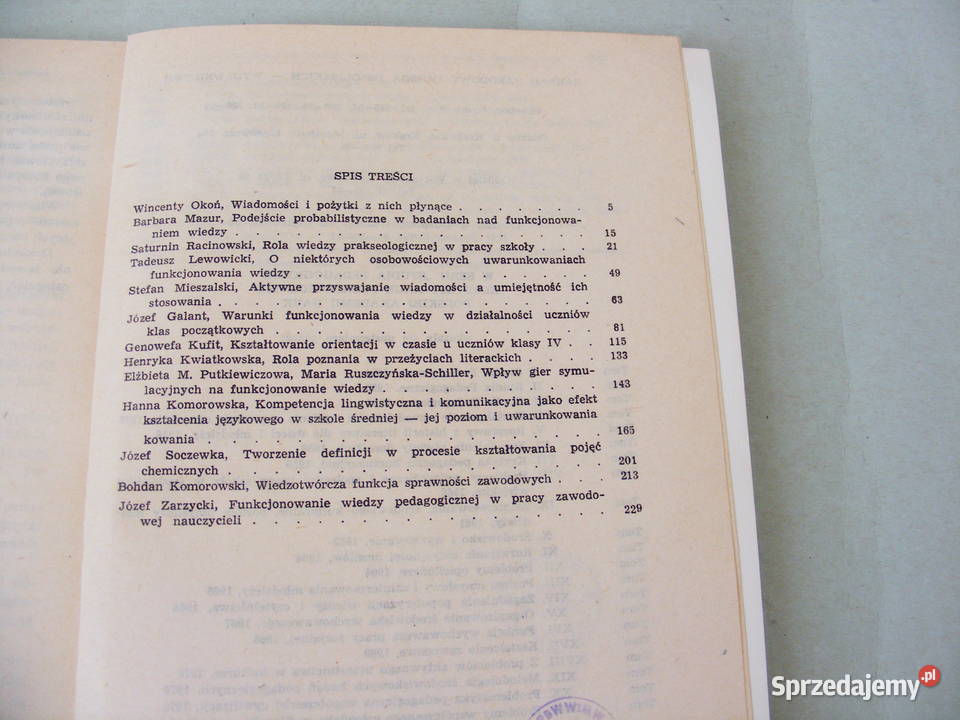 SPIS TREŚCI
Wincenty Okoń, Wiadomości i pożytki z nich płynące . . . . . . . 5
Barbara Mazur, Podejście probabilistyczne w badaniach nad funkcjonowa-
niem wiedzy . . . . . . . . . . . . . . . . . . 15
Saturnin Racinowski, Rola wiedzy prakseologicznej w pracy szkoły . . . 21
Tadeusz Lewowicki, O niektórych osobowościowych uwarunkowaniach
funkcjonowania wiedzy . . . . . . . . . . . . . . . 49
Stefan Mieszalski, Aktywne przyswajanie wiadomości a umiejętność ich
stosowania . . . . . . . . . . . . . . . . . . . 63
Józef Galant, Warunki funkcjonowania wiedzy w działalności uczniów
klas początkowych . . . . . . . . . . . . . . . . 81
Genowefa Kufit, Kształtowanie orientacji w czasie u uczniów klasy IV . . 115
Henryka Kwiatkowska, Rola poznania w przeżyciach literackich . . . . 133
Elżbieta M. Putkiewiczowa, Maria Ruszczyńska-Schiller, Wpływ gier symu-
lacyjnych na funkcjonowanie wiedzy . . . . . . . . . . . 143
Hanna Komorowska, Kompetencja lingwistyczna i komunikacyjna jako efekt
kształcenia językowego w szkole średniej — jej poziom i uwarunkowania
kowania . . . . . . . . . . . . . . . . . . . . 165
Józef Soczewka, Tworzenie definicji w procesie kształtowania pojęć
chemicznych . . . . . . . . . . . . . . . . . . 201
Bohdan Komorowski, Wiedzotwórcza funkcja sprawności zawodowych . . . 213
Józef Zarzycki, Funkcjonowanie wiedzy pedagogicznej w pracy zawodo-
wej nauczycieli . . . . . . . . . . . . . . . . . 229
Sprzedajemy.pl